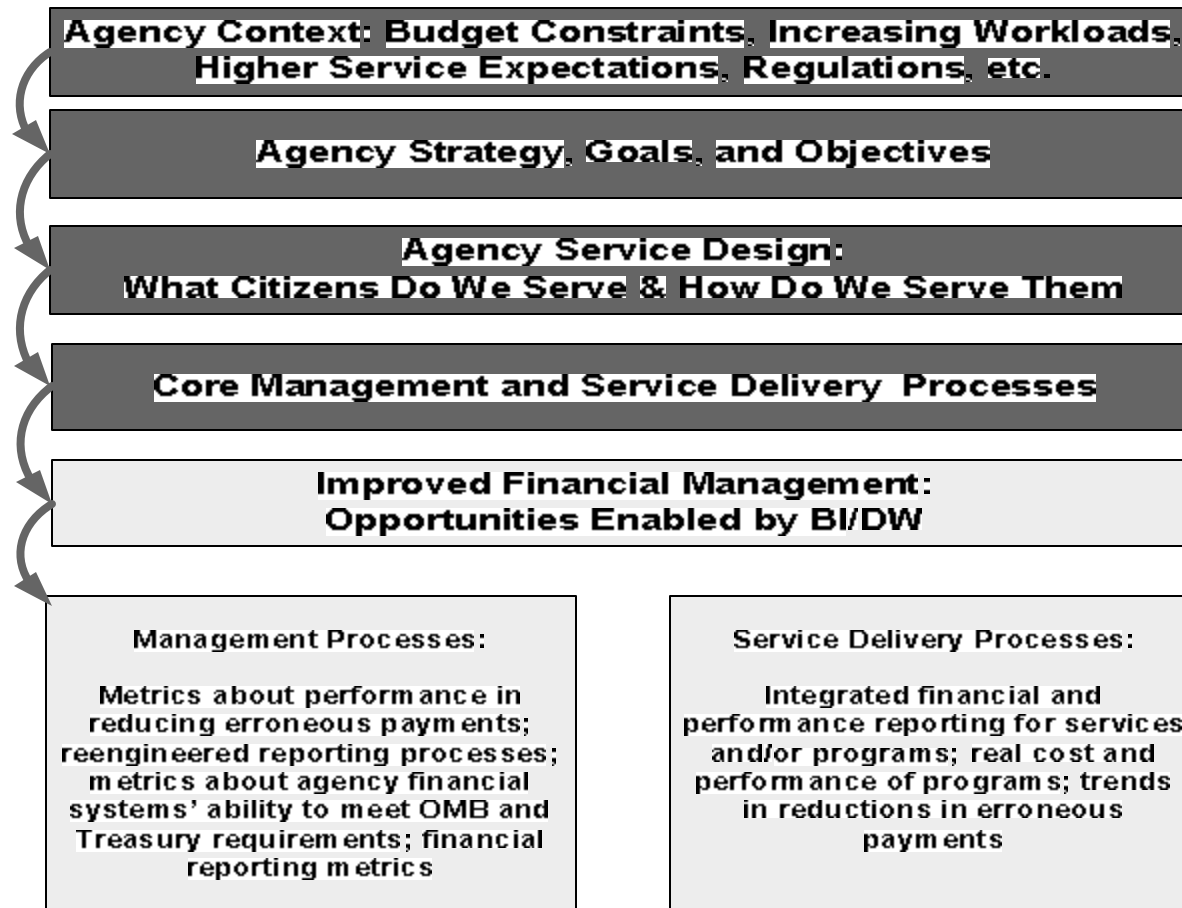 Agency Context: Budget Constraints, Increasing Workloads,
Higher Service Expectations, Regulations, etc.
Agency Strategy, Goals, and Objectives
Agency Service Design:
What Citizens Do We Serve & How Do We Serve Them
Core Management and Service Delivery Processes
Improved Financial Management:
Opportunities Enabled by BI/DW
Management Processes:
Metrics about performance in
reducing erroneous payments;
reengineered reporting processes;
metrics about agency financial
systems’ ability to meet OMB and
Treasury requirements; financial
reporting metrics
Service Delivery Processes:
Integrated financial and
performance reporting for services
and/or programs; real cost and
performance of programs; trends
in reductions in erroneous
payments